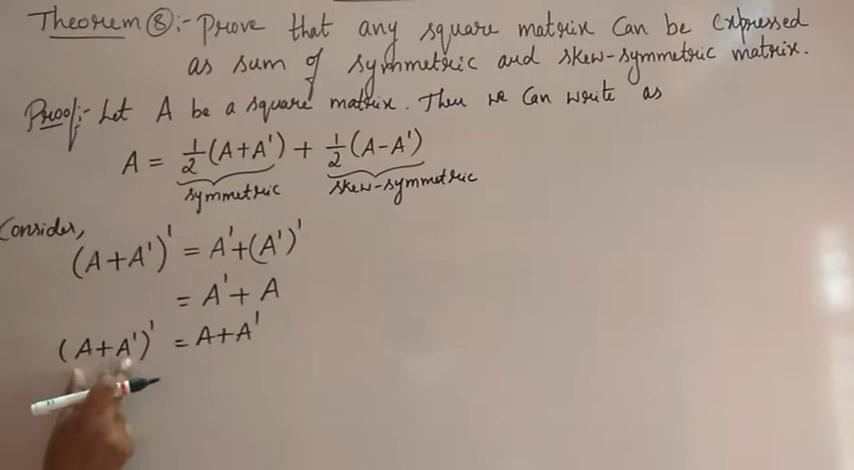 Theorem ⑧:- Prove that any square matrix can be expressed
as sum of symmetric and skew-symmetric matrix.
Proof:- Let A be a square matrix. Then we can write as
A = 1/2 (A+A') + 1/2 (A-A')
symmetric skew-symmetric
Consider,
(A+A')' = A'+(A')'
= A'+A
(A+A')' = A+A'